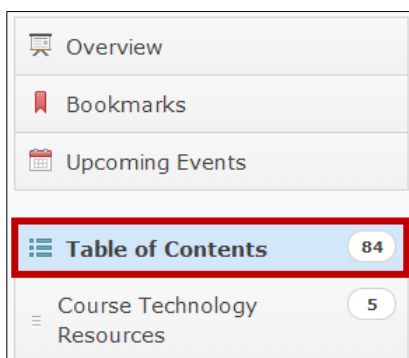 Overview
Bookmarks
Upcoming Events
Table of Contents 84
Course Technology 5
Resources